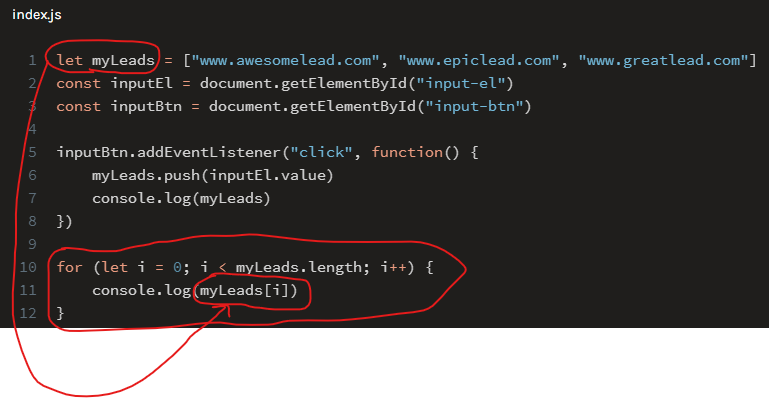 index.js
1 let myLeads = ["www.awesomelead.com", "www.epiclead.com", "www.greatlead.com"]
2 const inputEl = document.getElementById("input-el")
3 const inputBtn = document.getElementById("input-btn")
4
5 inputBtn.addEventListener("click", function() {
6     myLeads.push(inputEl.value)
7     console.log(myLeads)
8 })
9
10 for (let i = 0; i < myLeads.length; i++) {
11     console.log(myLeads[i])
12 }